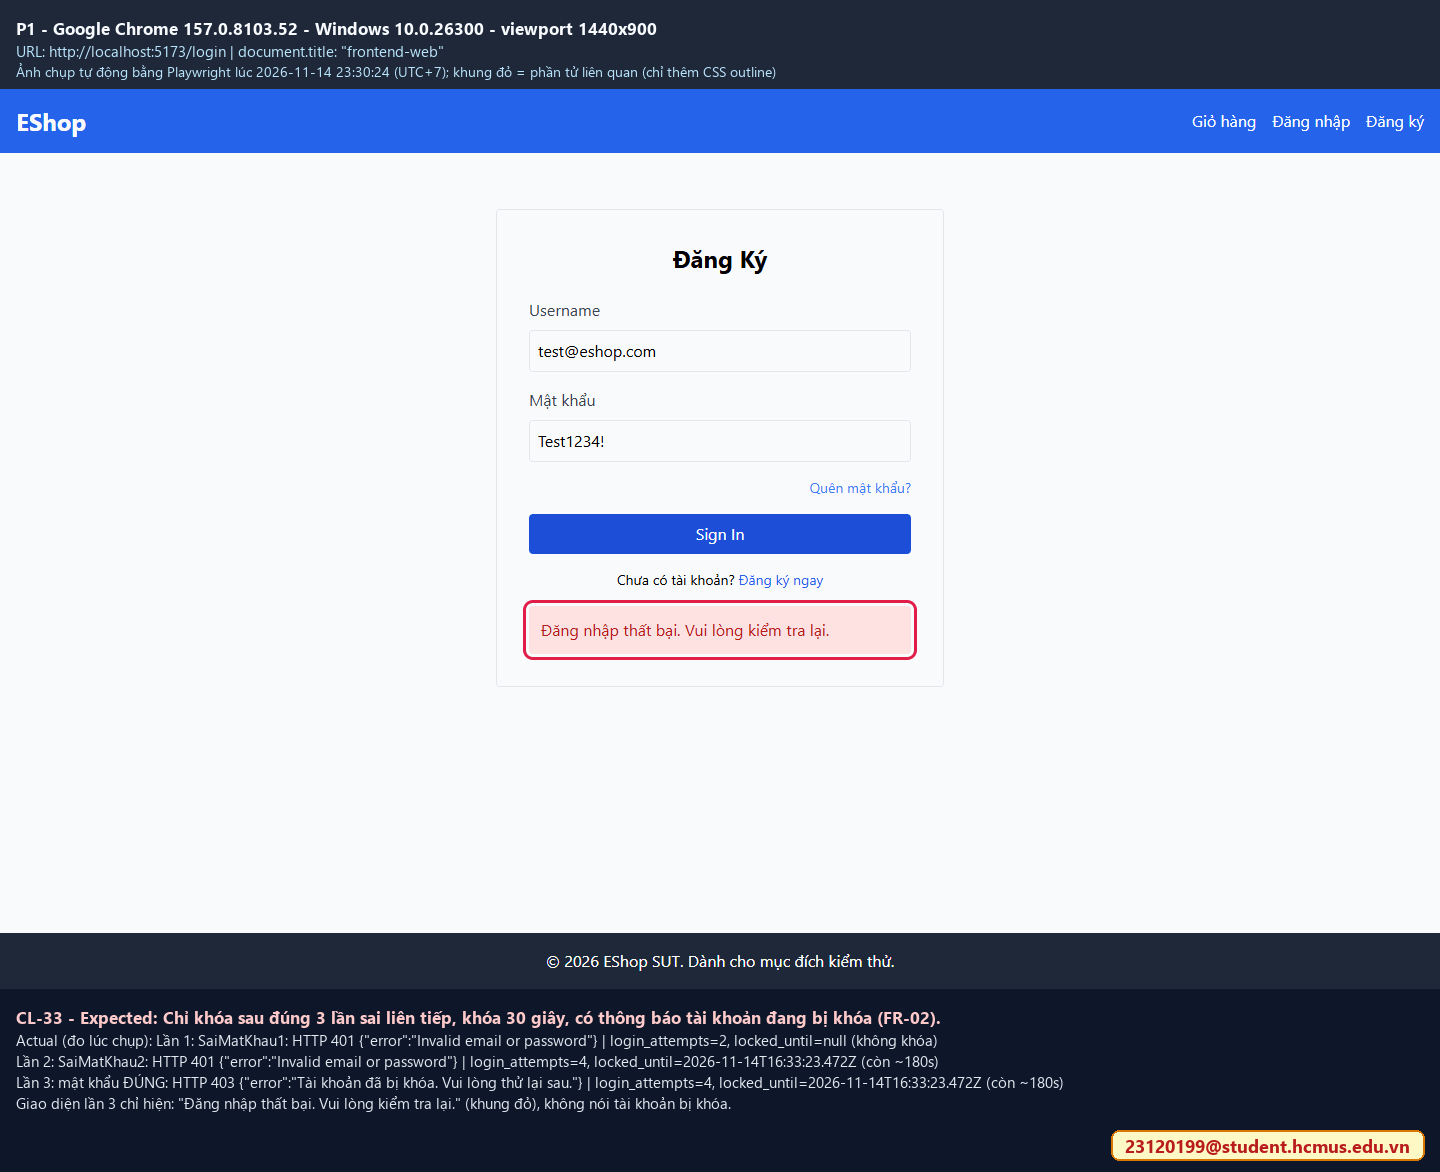 P1 - Google Chrome 157.0.8103.52 - Windows 10.0.26300 - viewport 1440x900
URL: http://localhost:5173/login | document.title: "frontend-web"
Ảnh chụp tự động bằng Playwright lúc 2026-11-14 23:30:24 (UTC+7); khung đỏ = phần tử liên quan (chỉ thêm CSS outline)
EShop
Giỏ hàng Đăng nhập Đăng ký
Đăng Ký
Username
test@eshop.com
Mật khẩu
Test1234!
Quên mật khẩu?
Sign In
Chưa có tài khoản? Đăng ký ngay
Đăng nhập thất bại. Vui lòng kiểm tra lại.
© 2026 EShop SUT. Dành cho mục đích kiểm thử.
CL-33 - Expected: Chỉ khóa sau đúng 3 lần sai liên tiếp, khóa 30 giây, có thông báo tài khoản đang bị khóa (FR-02).
Actual (đo lúc chụp): Lần 1: SaiMatKhau1: HTTP 401 {"error":"Invalid email or password"} | login_attempts=2, locked_until=null (không khóa)
Lần 2: SaiMatKhau2: HTTP 401 {"error":"Invalid email or password"} | login_attempts=4, locked_until=2026-11-14T16:33:23.472Z (còn ~180s)
Lần 3: mật khẩu ĐÚNG: HTTP 403 {"error":"Tài khoản đã bị khóa. Vui lòng thử lại sau."} | login_attempts=4, locked_until=2026-11-14T16:33:23.472Z (còn ~180s)
Giao diện lần 3 chỉ hiện: "Đăng nhập thất bại. Vui lòng kiểm tra lại." (khung đỏ), không nói tài khoản bị khóa.
23120199@student.hcmus.edu.vn